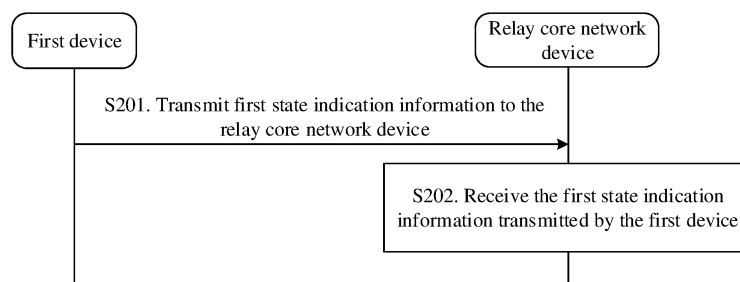 First device
Relay core network
device
S201. Transmit first state indication information to the
relay core network device
S202. Receive the first state indication
information transmitted by the first device